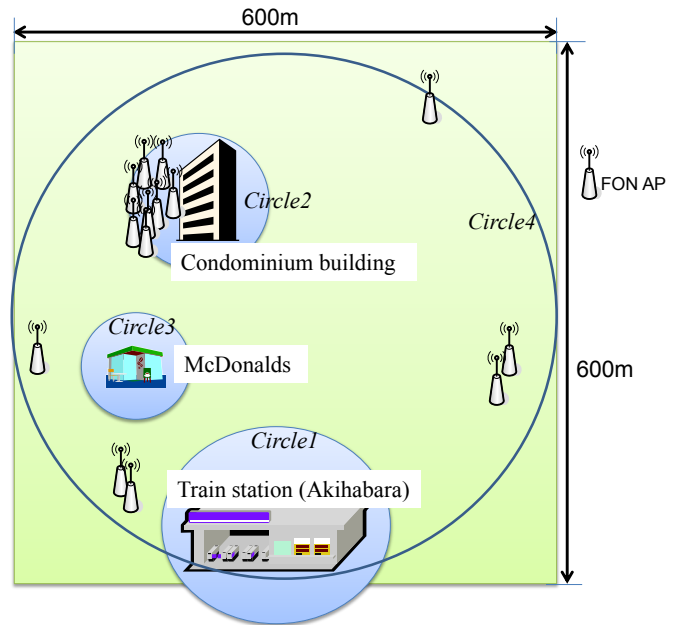 600m
Circle2
Circle4
FON AP
Condominium building
Circle3
McDonalds
600m
Circle1
Train station (Akihabara)